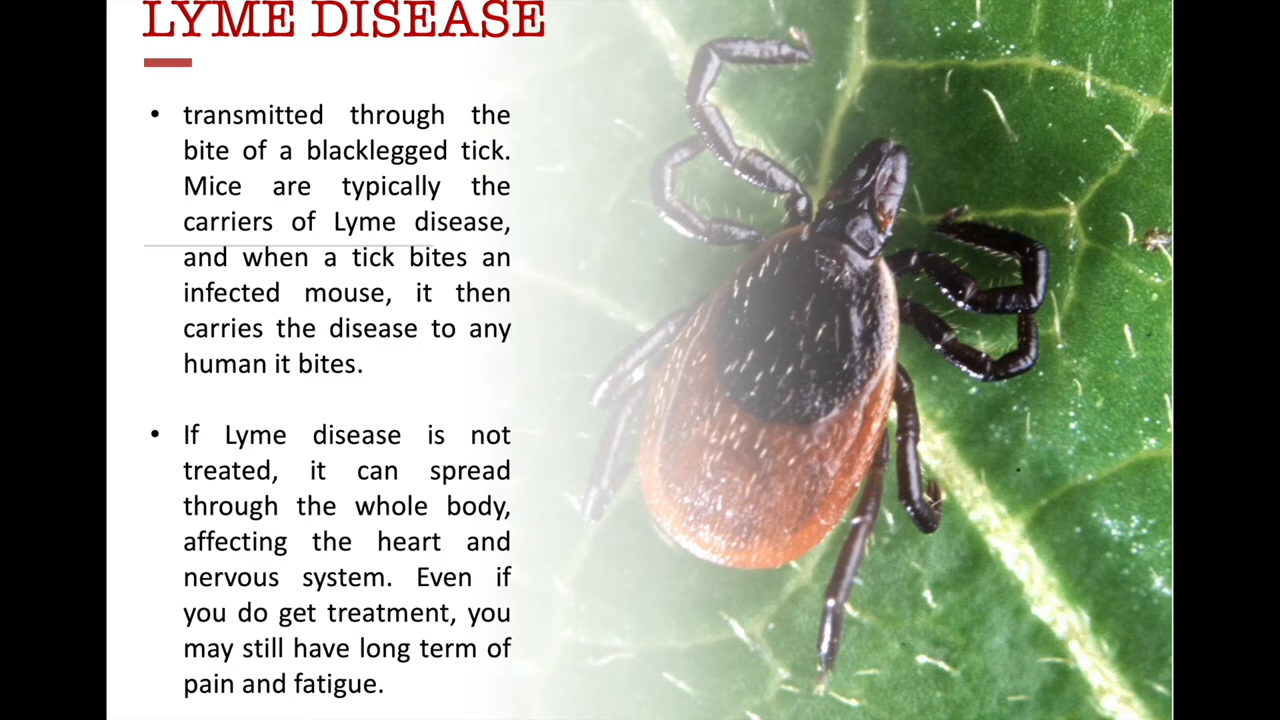 LYME DISEASE
• transmitted through the
bite of a blacklegged tick.
Mice are typically the
carriers of Lyme disease,
and when a tick bites an
infected mouse, it then
carries the disease to any
human it bites.
• If Lyme disease is not
treated, it can spread
through the whole body,
affecting the heart and
nervous system. Even if
you do get treatment, you
may still have long term of
pain and fatigue.